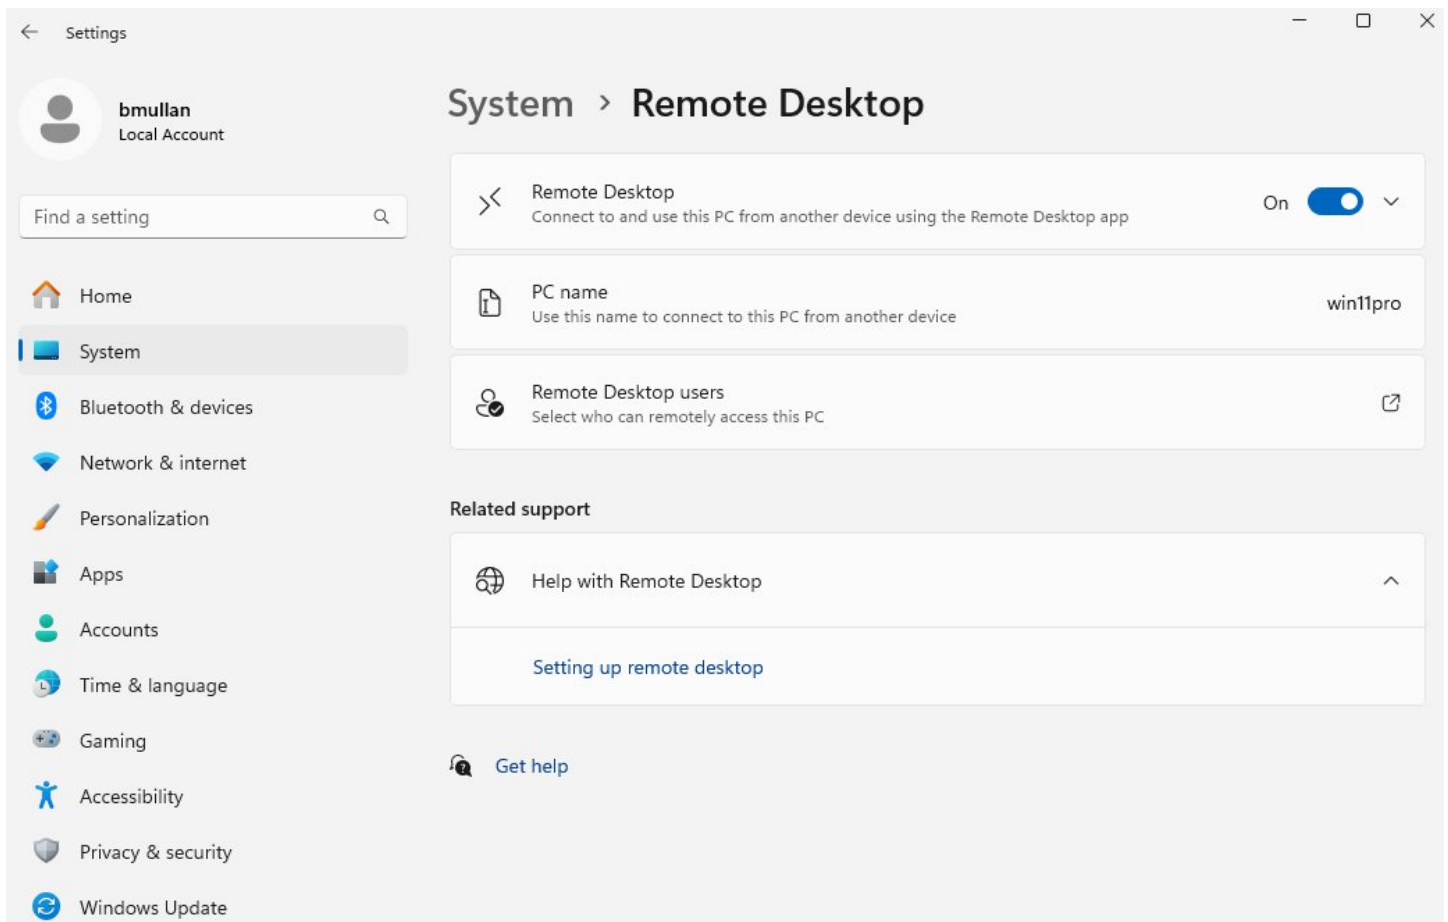 Settings
bmullan
Local Account
Find a setting
Home
System
Bluetooth & devices
Network & internet
Personalization
Apps
Accounts
Time & language
Gaming
Accessibility
Privacy & security
Windows Update
System > Remote Desktop
Remote Desktop
Connect to and use this PC from another device using the Remote Desktop app
On
PC name
Use this name to connect to this PC from another device
win11pro
Remote Desktop users
Select who can remotely access this PC
Related support
Help with Remote Desktop
Setting up remote desktop
Get help